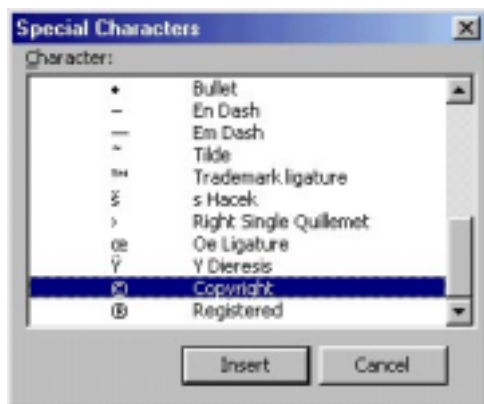 Special Characters
Character:
• Bullet
– En Dash
— Em Dash
˜ Tilde
™ Trademark ligature
š s Hacek
› Right Single Quillemet
œ Oe Ligature
Ÿ Y Dieresis
© Copyright
® Registered
Insert Cancel